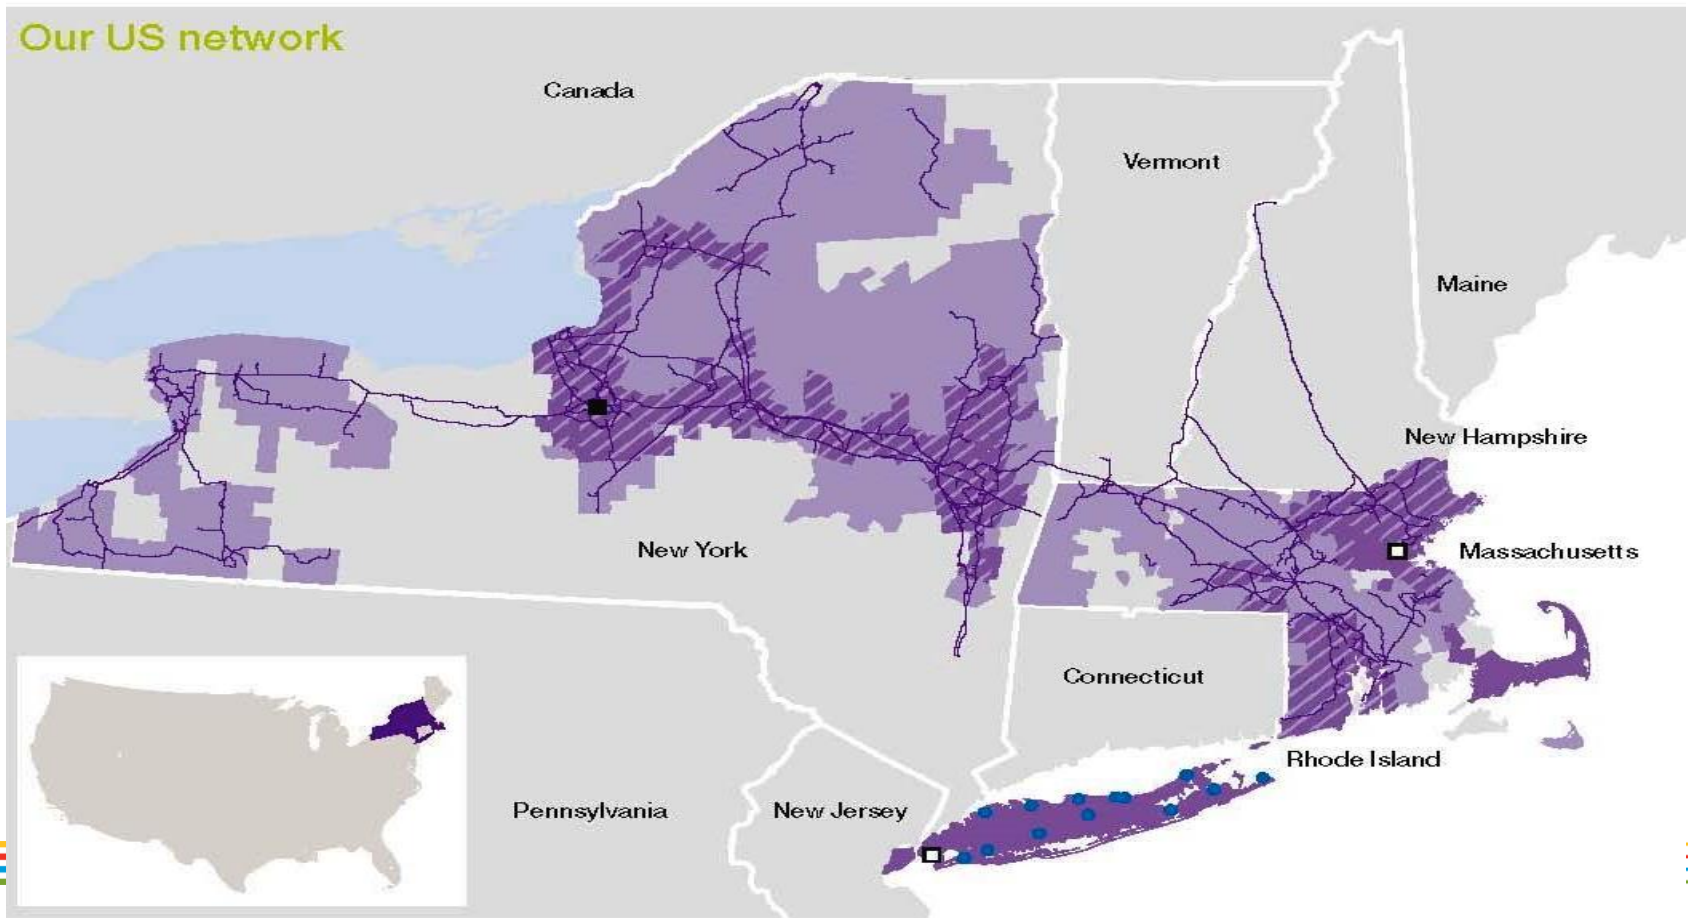 Our US network
Canada
Vermont
Maine
New Hampshire
New York
Massachusetts
Connecticut
Rhode Island
Pennsylvania
New Jersey